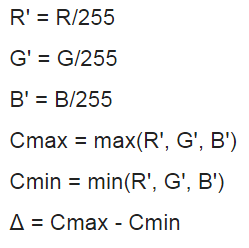 R' = R/255
G' = G/255
B' = B/255
Cmax = max(R', G', B')
Cmin = min(R', G', B')
Δ = Cmax - Cmin